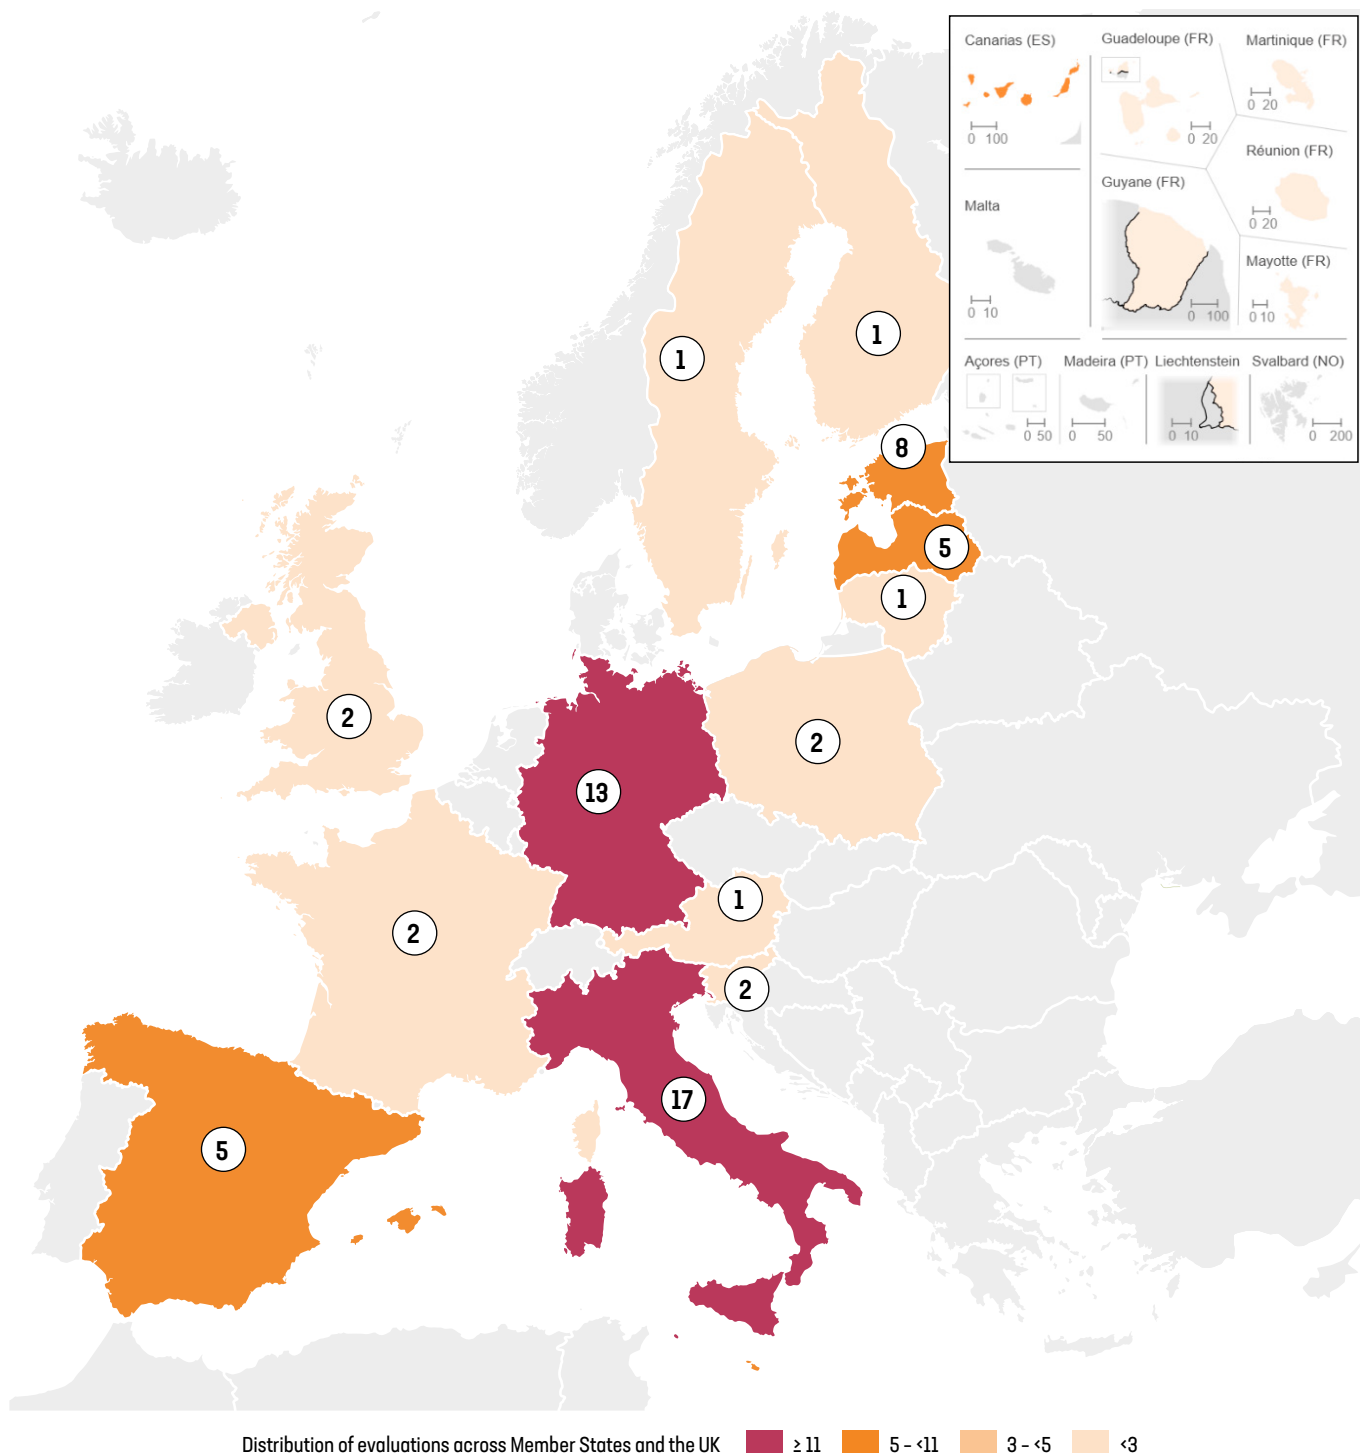 Canarias (ES)
0 100
Guadeloupe (FR)
0 20
Martinique (FR)
0 20
Réunion (FR)
0 20
Malta
0 10
Guyane (FR)
0 100
Mayotte (FR)
0 10
Açores (PT)
0 50
Madeira (PT)
0 50
Liechtenstein
0 10
Svalbard (NO)
0 200
1
1
8
5
1
2
2
13
1
2
2
17
5
Distribution of evaluations across Member States and the UK
≥ 11
5 - <11
3 - <5
<3